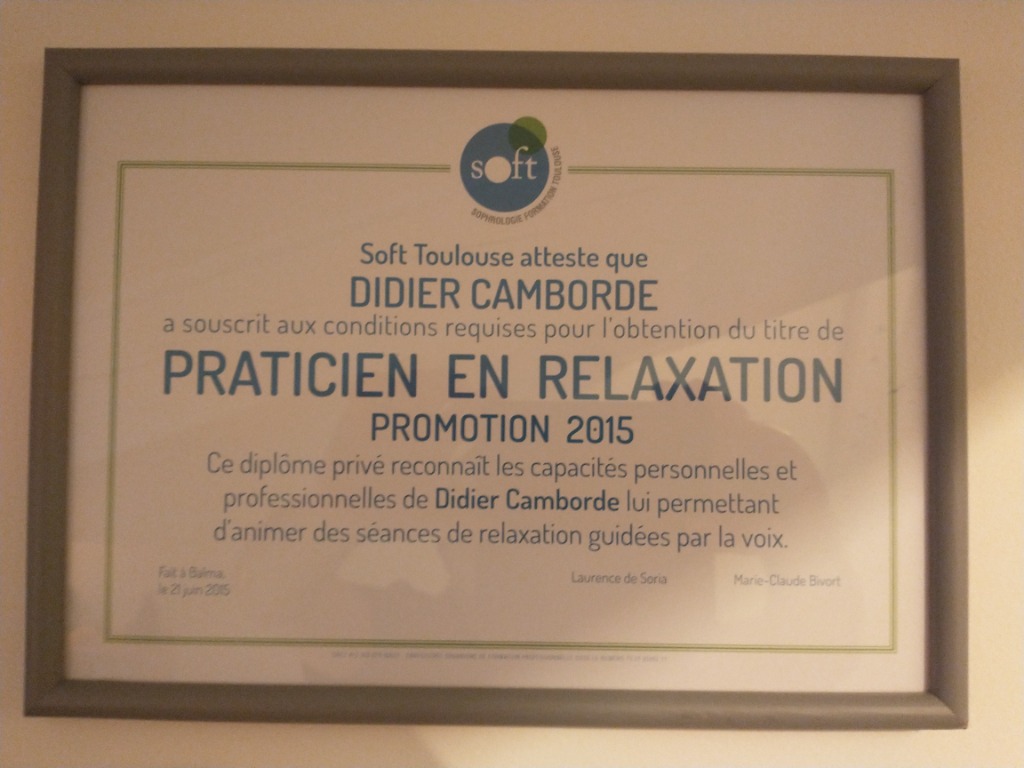 soft
SOPHROLOGIE FORMATION TOULOUSE
Soft Toulouse atteste que
DIDIER CAMBORDE
a souscrit aux conditions requises pour l'obtention du titre de
PRATICIEN EN RELAXATION
PROMOTION 2015
Ce diplôme privé reconnaît les capacités personnelles et
professionnelles de Didier Camborde lui permettant
d'animer des séances de relaxation guidées par la voix.
Fait à Balma,
le 21 juin 2015
Laurence de Soria
Marie-Claude Bivort